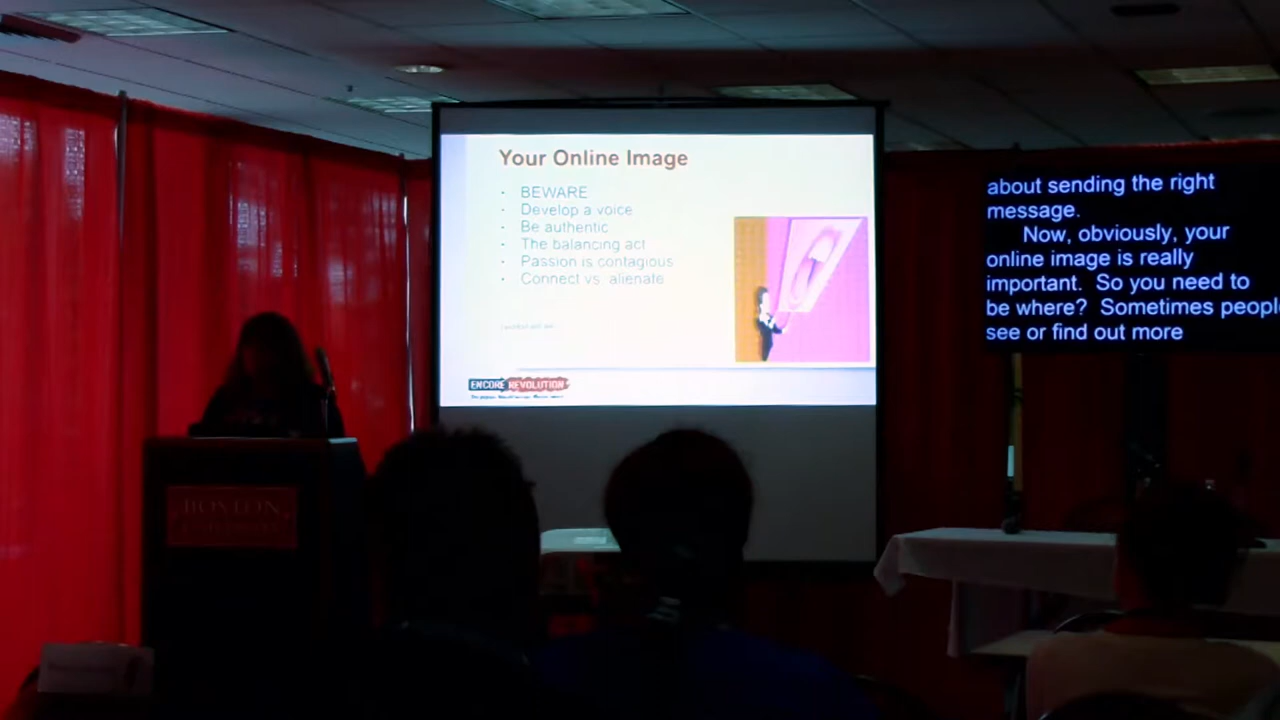 Your Online Image
· BEWARE
· Develop a voice
· Be authentic
· The balancing act
· Passion is contagious
· Connect vs. alienate
ENCORE REVOLUTION
about sending the right
message.
Now, obviously, your
online image is really
important. So you need to
be where? Sometimes peopl
see or find out more
BOSTON
UNIVERSITY